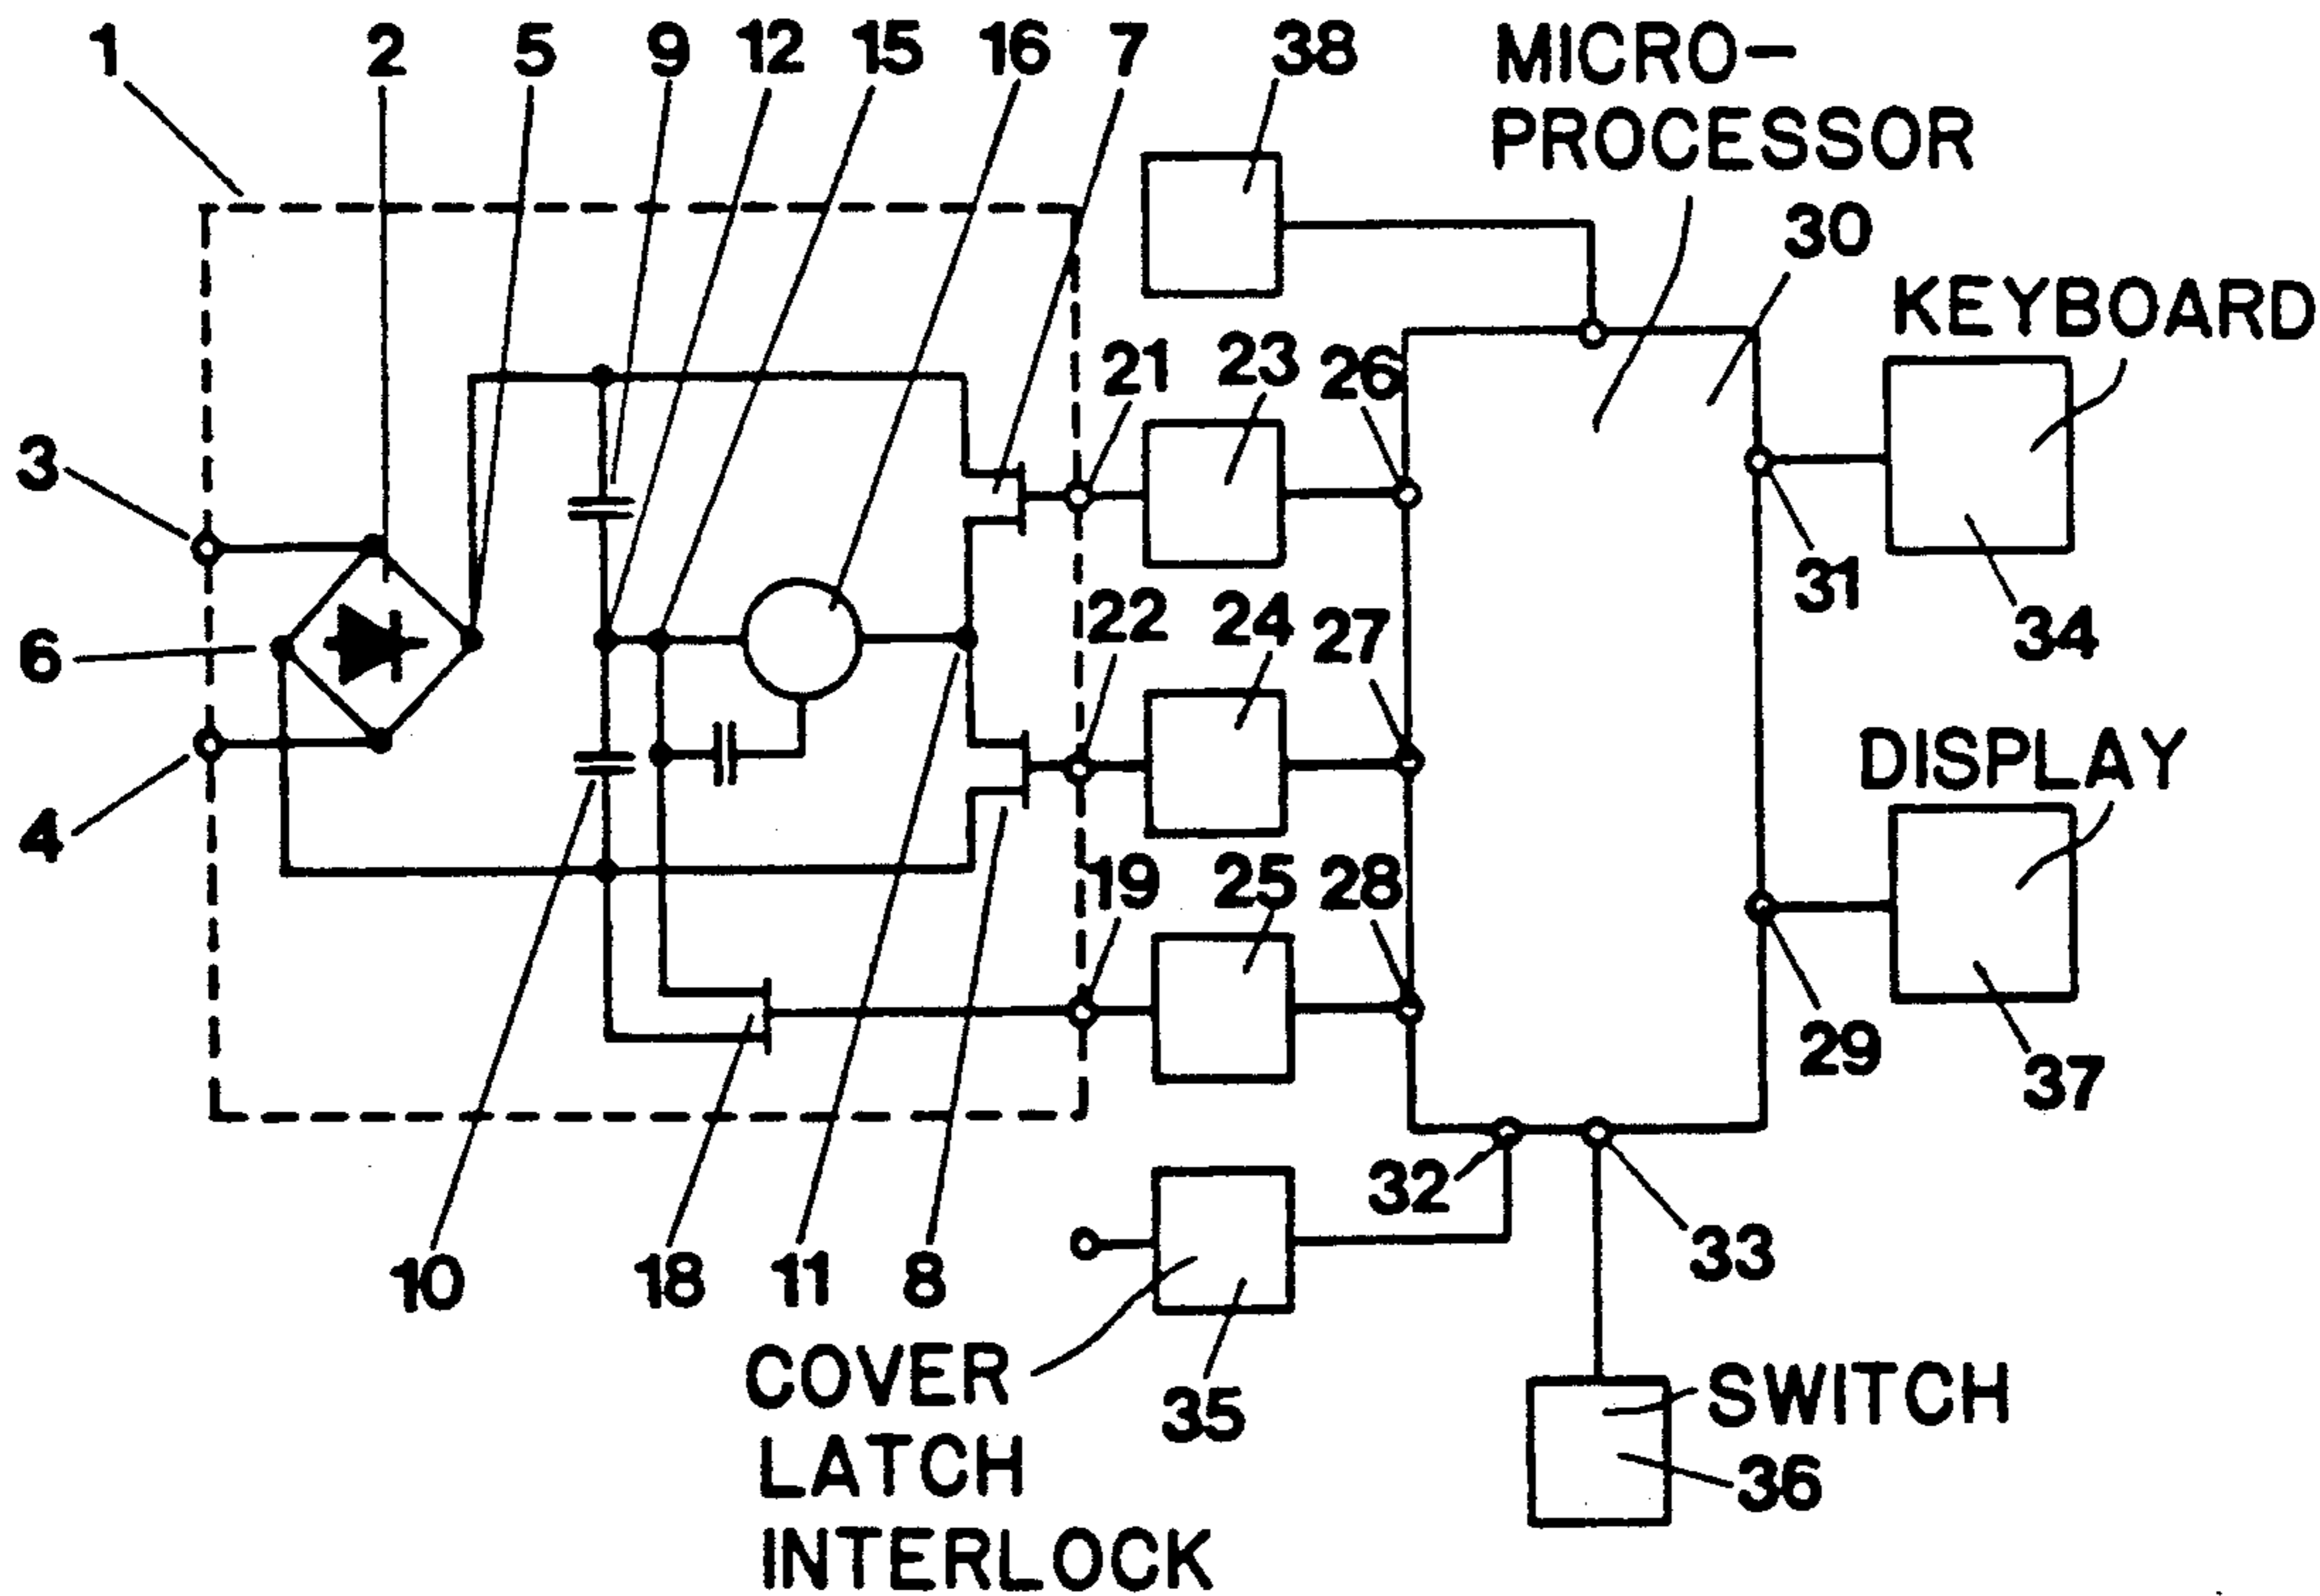 1 2 5 9 12 15 16 7 38 MICRO-
PROCESSOR
30
KEYBOARD
21 23 26
3
31
22 24 27
34
6
DISPLAY
4
19 25 28
29
37
32
33
10 18 11 8
COVER
35
SWITCH
LATCH
36
INTERLOCK